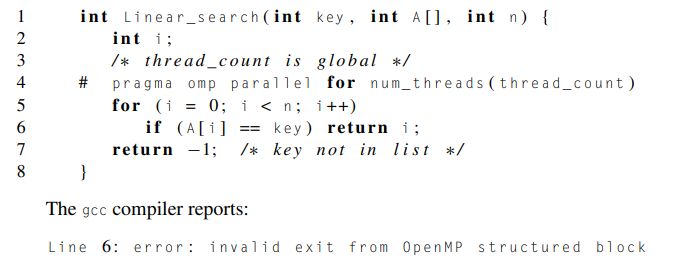 1 int Linear_search(int key, int A[], int n) {
2 int i;
3 /* thread_count is global */
4 # pragma omp parallel for num_threads(thread_count)
5 for (i = 0; i < n; i++)
6 if (A[i] == key) return i;
7 return −1; /* key not in list */
8 }
The gcc compiler reports:
Line 6: error: invalid exit from OpenMP structured block